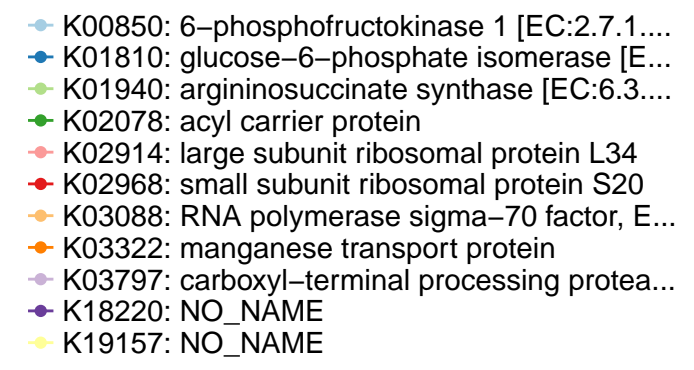 K00850: 6−phosphofructokinase 1 [EC:2.7.1....
K01810: glucose−6−phosphate isomerase [E...
K01940: argininosuccinate synthase [EC:6.3....
K02078: acyl carrier protein
K02914: large subunit ribosomal protein L34
K02968: small subunit ribosomal protein S20
K03088: RNA polymerase sigma−70 factor, E...
K03322: manganese transport protein
K03797: carboxyl−terminal processing protea...
K18220: NO_NAME
K19157: NO_NAME